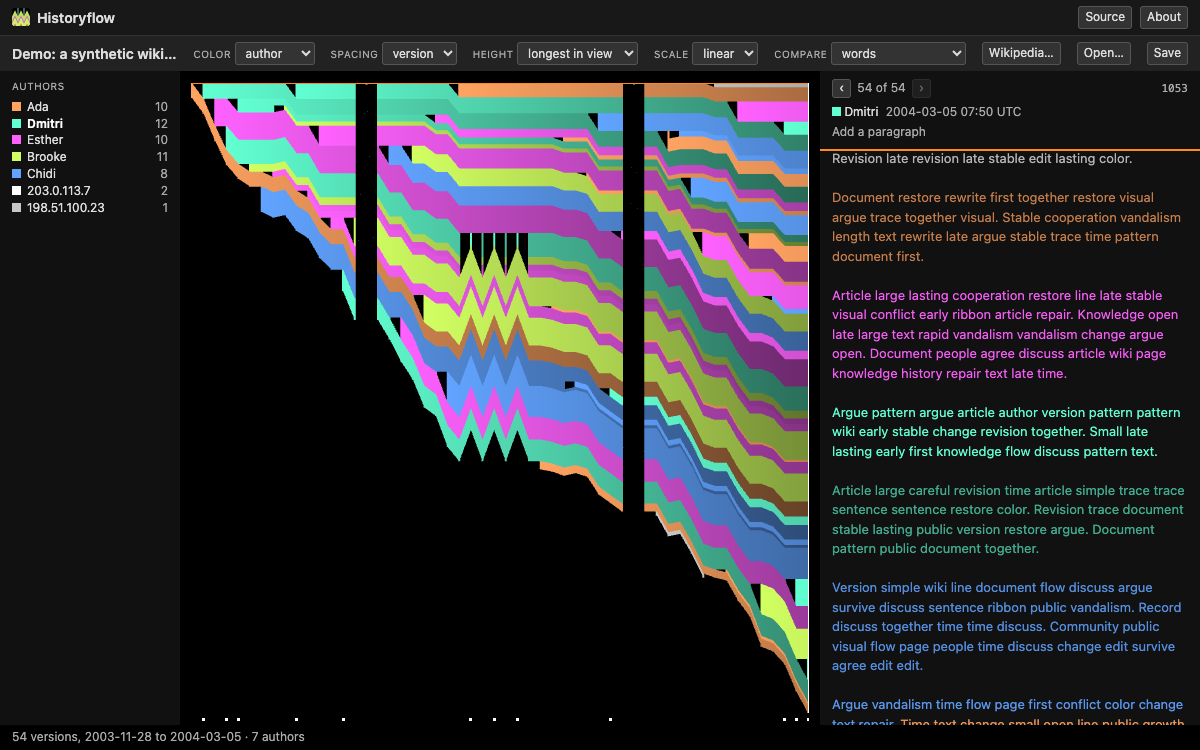 Historyflow
Source
About
Demo: a synthetic wiki...
COLOR author
SPACING version
HEIGHT longest in view
SCALE linear
COMPARE words
Wikipedia...
Open...
Save
AUTHORS
Ada 10
Dmitri 12
Esther 10
Brooke 11
Chidi 8
203.0.113.7 2
198.51.100.23 1
‹ 54 of 54 ›
1053
Dmitri 2004-03-05 07:50 UTC
Add a paragraph
Revision late revision late stable edit lasting color.
Document restore rewrite first together restore visual
argue trace together visual. Stable cooperation vandalism
length text rewrite late argue stable trace time pattern
document first.
Article large lasting cooperation restore line late stable
visual conflict early ribbon article repair. Knowledge open
late large text rapid vandalism vandalism change argue
open. Document people agree discuss article wiki page
knowledge history repair text late time.
Argue pattern argue article author version pattern pattern
wiki early stable change revision together. Small late
lasting early first knowledge flow discuss pattern text.
Article large careful revision time article simple trace trace
sentence sentence restore color. Revision trace document
stable lasting public version restore argue. Document
pattern public document together.
Version simple wiki line document flow discuss argue
survive discuss sentence ribbon public vandalism. Record
discuss together time time discuss. Community public
visual flow page people time discuss change edit survive
agree edit edit.
Argue vandalism time flow page first conflict color change
text repair. Time text change small open line public growth
54 versions, 2003-11-28 to 2004-03-05 · 7 authors